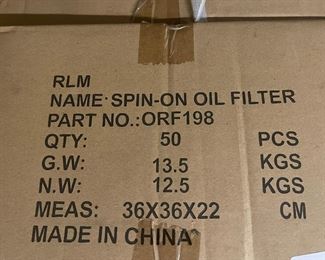 RLM
NAME: SPIN-ON OIL FILTER
PART NO.:ORF198
QTY: 50 PCS
G.W: 13.5 KGS
N.W: 12.5 KGS
MEAS: 36X36X22 CM
MADE IN CHINA